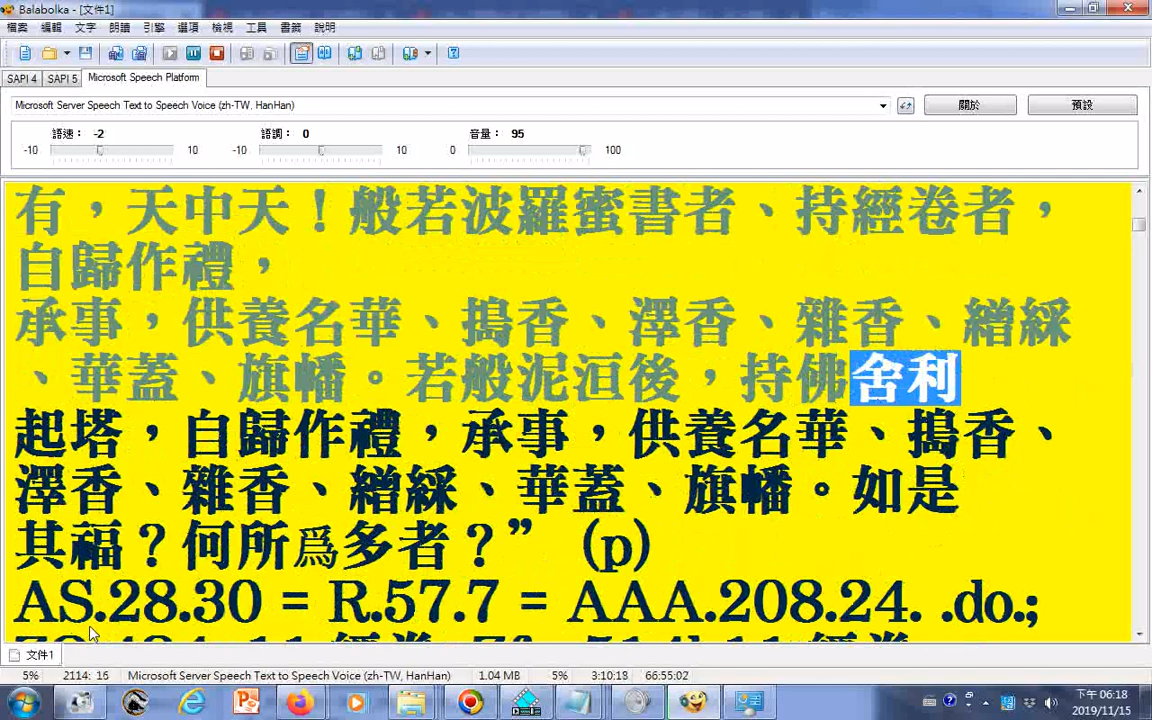 Balabolka - [文件1]
檔案 編輯 文字 朗讀 引擎 選項 檢視 工具 書籤 說明
SAPI 4 SAPI 5 Microsoft Speech Platform
Microsoft Server Speech Text to Speech Voice (zh-TW, HanHan) 關於 預設
語速： -2 語調： 0 音量： 95
-10 10 -10 10 0 100
有，天中天！般若波羅蜜書者、持經卷者，
自歸作禮，
承事，供養名華、搗香、澤香、雜香、繒綵
、華蓋、旗幡。若般泥洹後，持佛舍利
起塔，自歸作禮，承事，供養名華、搗香、
澤香、雜香、繒綵、華蓋、旗幡。如是
其福？何所爲多者？” (p)
AS.28.30 = R.57.7 = AAA.208.24. .do.;
文件1
5% 2114: 16 Microsoft Server Speech Text to Speech Voice (zh-TW, HanHan) 1.04 MB 5% 3:10:18 66:55:02
下午 06:18
2019/11/15